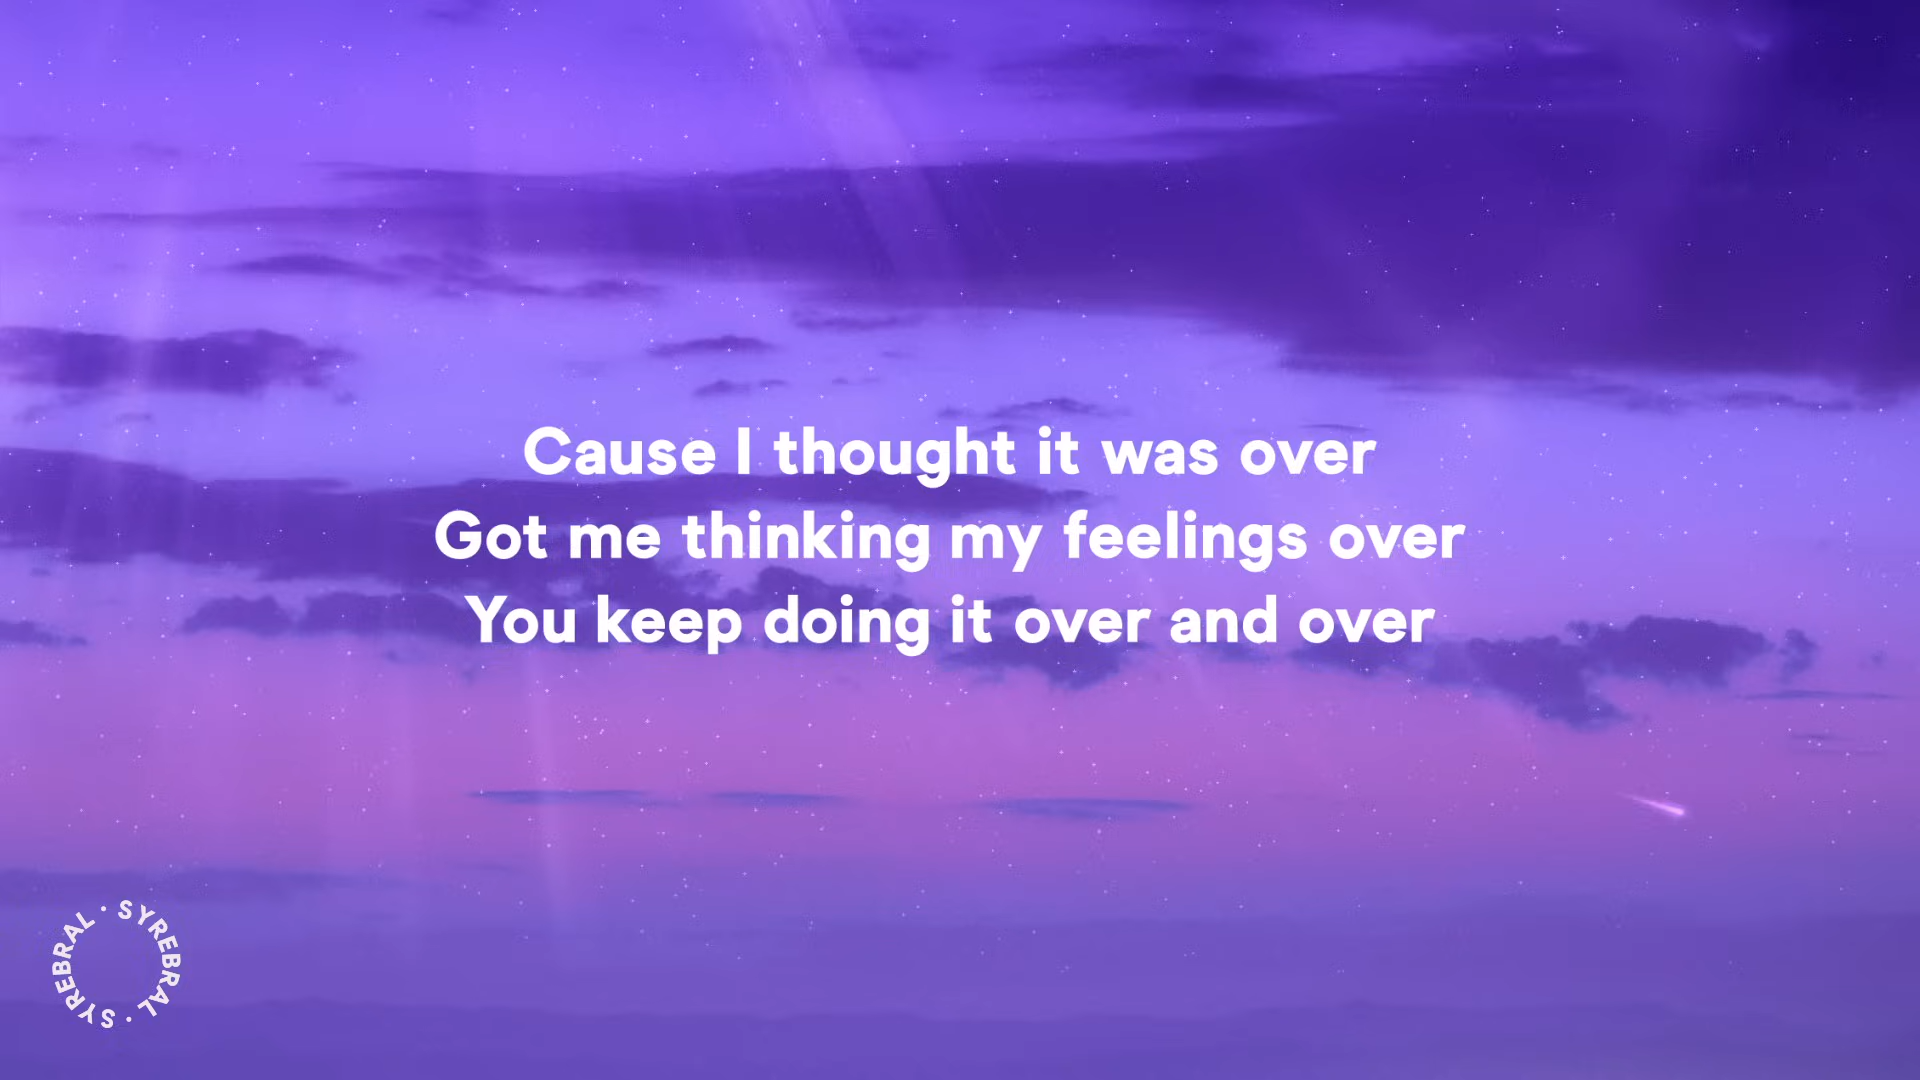 Cause I thought it was over
Got me thinking my feelings over
You keep doing it over and over
SYREBRAL · SYREBRAL ·